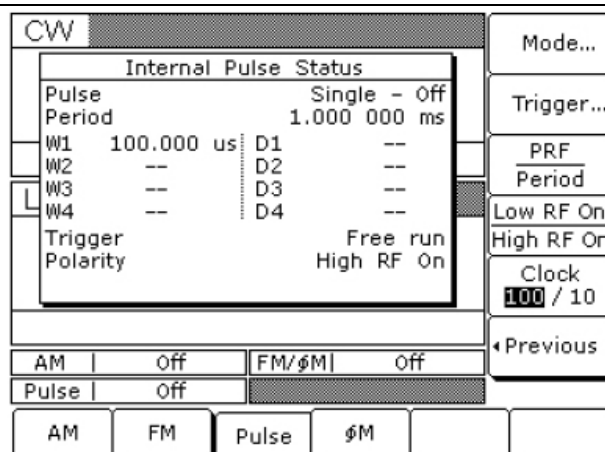 CW
Internal Pulse Status
Pulse Single - Off
Period 1.000 000 ms
W1 100.000 us D1 --
W2 -- D2 --
W3 -- D3 --
W4 -- D4 --
Trigger Free run
Polarity High RF On
L
AM | Off FM/ϕM| Off
Pulse | Off
Mode...
Trigger...
PRF
Period
Low RF On
High RF On
Clock
100 / 10
◂Previous
AM FM Pulse ϕM